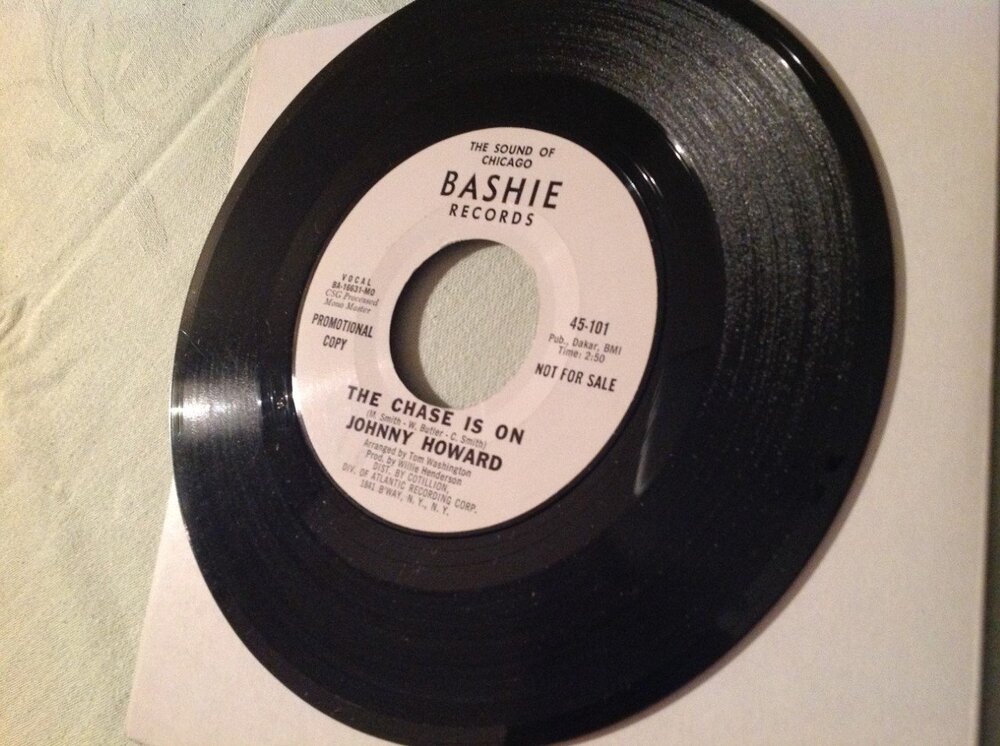 THE SOUND OF
CHICAGO
BASHIE
RECORDS
VOCAL
BA-16631-MO
CSG Processed
Mono Master
PROMOTIONAL
COPY
45-101
Pub., Dakar, BMI
Time: 2:50
NOT FOR SALE
THE CHASE IS ON
(M. Smith - W. Butler - C. Smith)
JOHNNY HOWARD
Arranged by Tom Washington
Prod. by Willie Henderson
DIST. BY COTILLION
DIV. OF ATLANTIC RECORDING CORP.
1841 B'WAY, N. Y., N. Y.